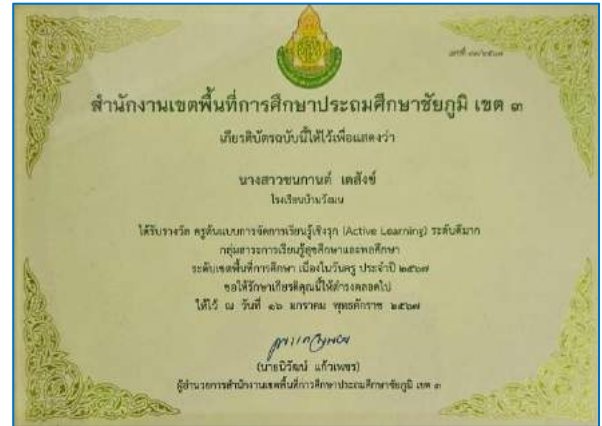 สำนักงานเขตพื้นที่การศึกษาประถมศึกษาชัยภูมิ เขต ๓
เกียรติบัตรฉบับนี้ให้ไว้เพื่อแสดงว่า
นางสาวชนกานต์
โรงเรียนบ้านวังมน
ได้รับรางวัล ครูต้นแบบการจัดการเรียนรู้เชิงรุก (Active Learning) ระดับดีมาก
กลุ่มสาระการเรียนรู้สุขศึกษาและพลศึกษา
ระดับเขตพื้นที่การศึกษา เนื่องในวันครู ประจำปี ๒๕๖๗
ขอให้รักษาเกียรติคุณนี้ให้ดำรงตลอดไป
ให้ไว้ ณ วันที่ ๑๖ มกราคม พุทธศักราช ๒๕๖๗
(นายนิวัฒน์ แก้วเพชร)
ผู้อำนวยการสำนักงานเขตพื้นที่การศึกษาประถมศึกษาชัยภูมิ เขต ๓